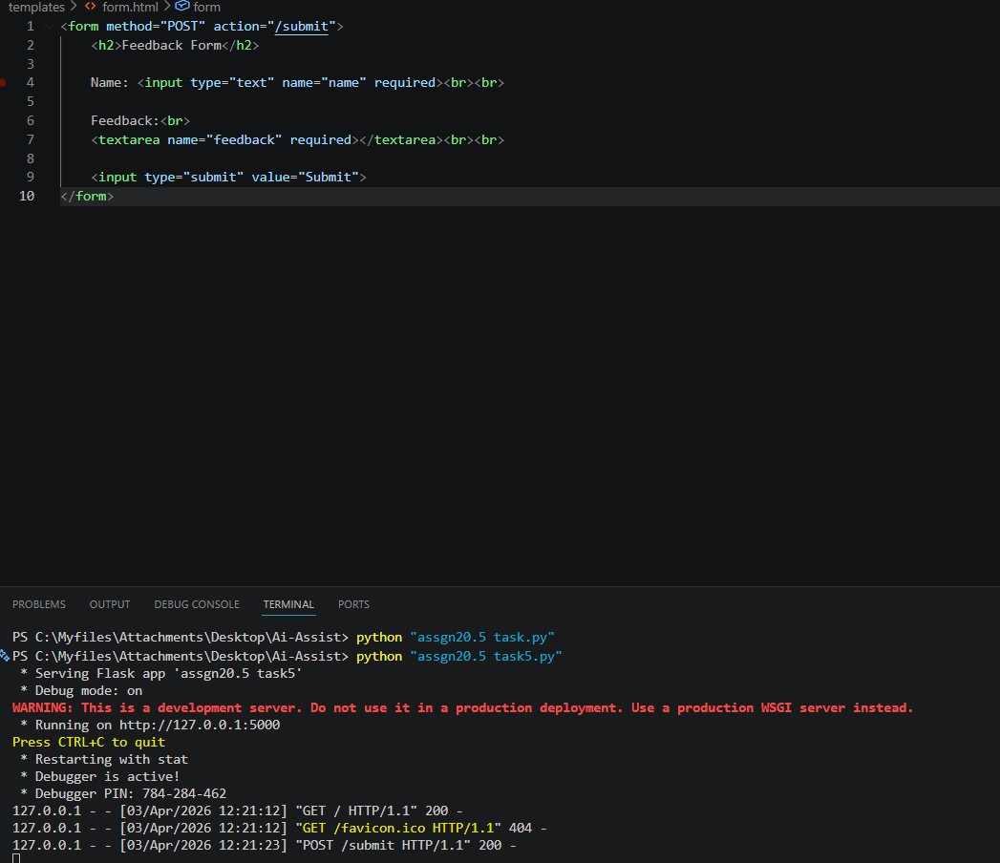 templates > <> form.html > form
1 <form method="POST" action="/submit">
2     <h2>Feedback Form</h2>
3
4     Name: <input type="text" name="name" required><br><br>
5
6     Feedback:<br>
7     <textarea name="feedback" required></textarea><br><br>
8
9     <input type="submit" value="Submit">
10 </form>
PROBLEMS OUTPUT DEBUG CONSOLE TERMINAL PORTS
PS C:\Myfiles\Attachments\Desktop\Ai-Assist> python "assgn20.5 task.py"
PS C:\Myfiles\Attachments\Desktop\Ai-Assist> python "assgn20.5 task5.py"
 * Serving Flask app 'assgn20.5 task5'
 * Debug mode: on
WARNING: This is a development server. Do not use it in a production deployment. Use a production WSGI server instead.
 * Running on http://127.0.0.1:5000
Press CTRL+C to quit
 * Restarting with stat
 * Debugger is active!
 * Debugger PIN: 784-284-462
127.0.0.1 - - [03/Apr/2026 12:21:12] "GET / HTTP/1.1" 200 -
127.0.0.1 - - [03/Apr/2026 12:21:12] "GET /favicon.ico HTTP/1.1" 404 -
127.0.0.1 - - [03/Apr/2026 12:21:23] "POST /submit HTTP/1.1" 200 -